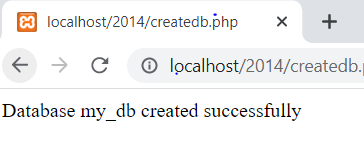 localhost/2014/createdb.php
localhost/2014/createdb.
Database my_db created successfully